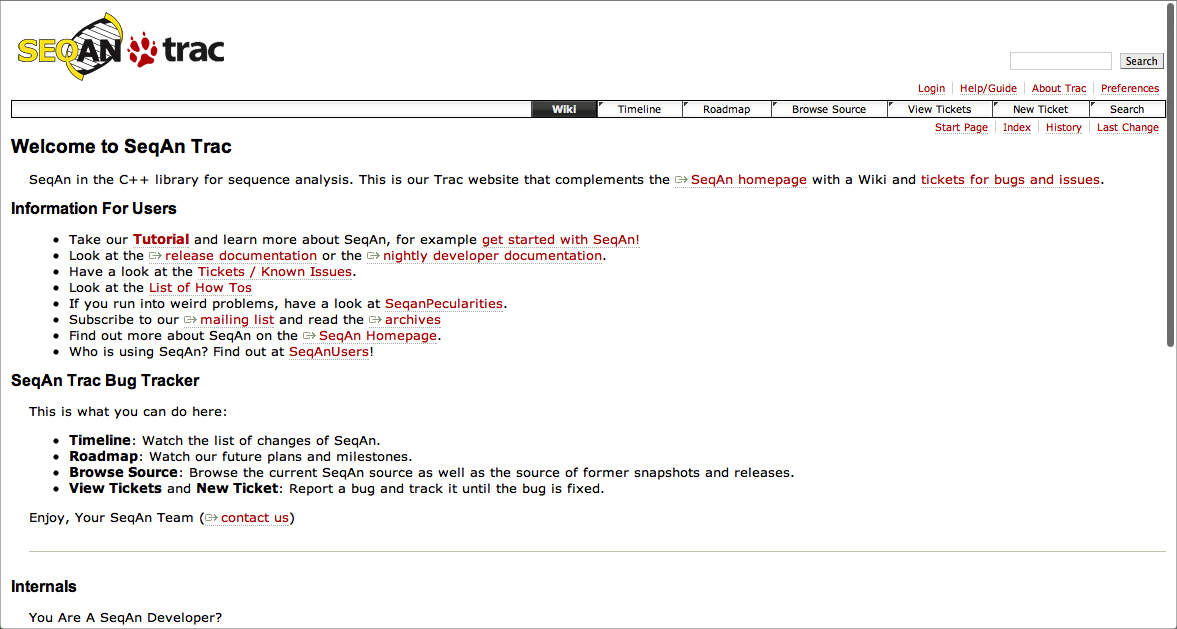 SEQAN trac
Search
Login Help/Guide About Trac Preferences
Wiki Timeline Roadmap Browse Source View Tickets New Ticket Search
Start Page Index History Last Change
Welcome to SeqAn Trac
SeqAn in the C++ library for sequence analysis. This is our Trac website that complements the SeqAn homepage with a Wiki and tickets for bugs and issues.
Information For Users
• Take our Tutorial and learn more about SeqAn, for example get started with SeqAn!
• Look at the release documentation or the nightly developer documentation.
• Have a look at the Tickets / Known Issues.
• Look at the List of How Tos
• If you run into weird problems, have a look at SeqanPecularities.
• Subscribe to our mailing list and read the archives
• Find out more about SeqAn on the SeqAn Homepage.
• Who is using SeqAn? Find out at SeqAnUsers!
SeqAn Trac Bug Tracker
This is what you can do here:
• Timeline: Watch the list of changes of SeqAn.
• Roadmap: Watch our future plans and milestones.
• Browse Source: Browse the current SeqAn source as well as the source of former snapshots and releases.
• View Tickets and New Ticket: Report a bug and track it until the bug is fixed.
Enjoy, Your SeqAn Team (contact us)
Internals
You Are A SeqAn Developer?